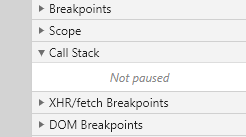 Breakpoints
Scope
Call Stack
Not paused
XHR/fetch Breakpoints
DOM Breakpoints